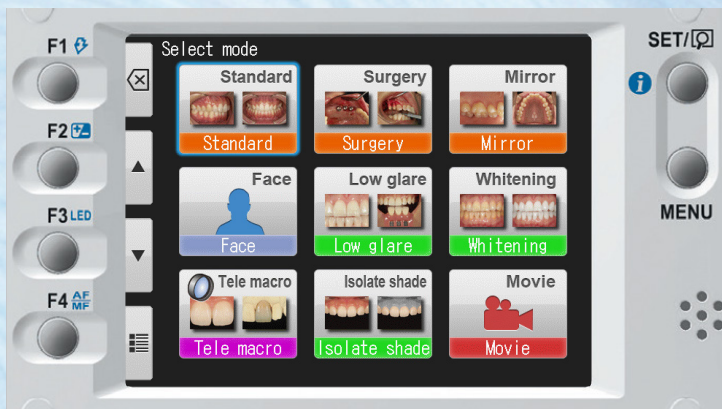 F1
F2
F3 LED
F4 AF
MF
SET/
MENU
i
Select mode
Standard
Standard
Surgery
Surgery
Mirror
Mirror
Face
Face
Low glare
Low glare
Whitening
Whitening
Tele macro
Tele macro
Isolate shade
Isolate shade
Movie
Movie